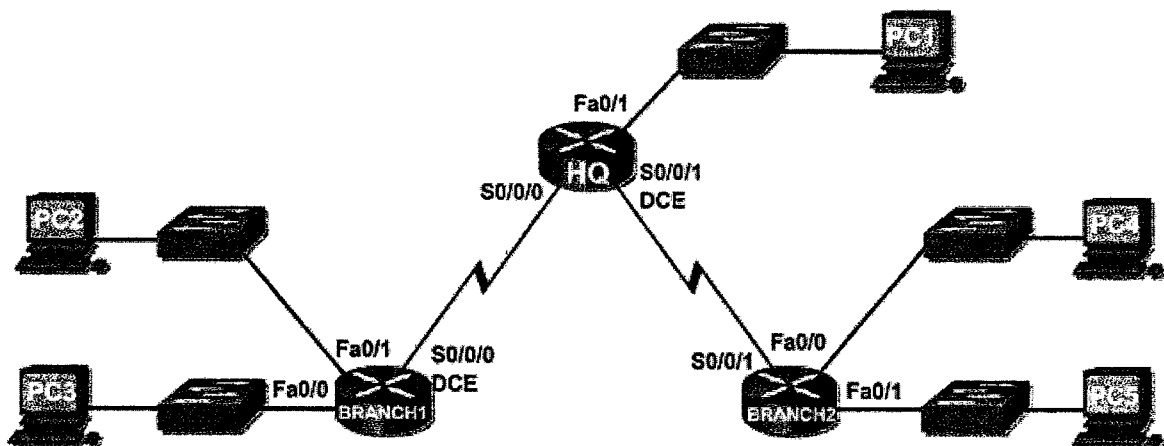 PC1
Fa0/1
HQ
S0/0/0
S0/0/1
DCE
PC2
PC4
Fa0/1
S0/0/0
DCE
Fa0/0
S0/0/1
PC3
Fa0/0
BRANCH1
BRANCH2
Fa0/1
PC5